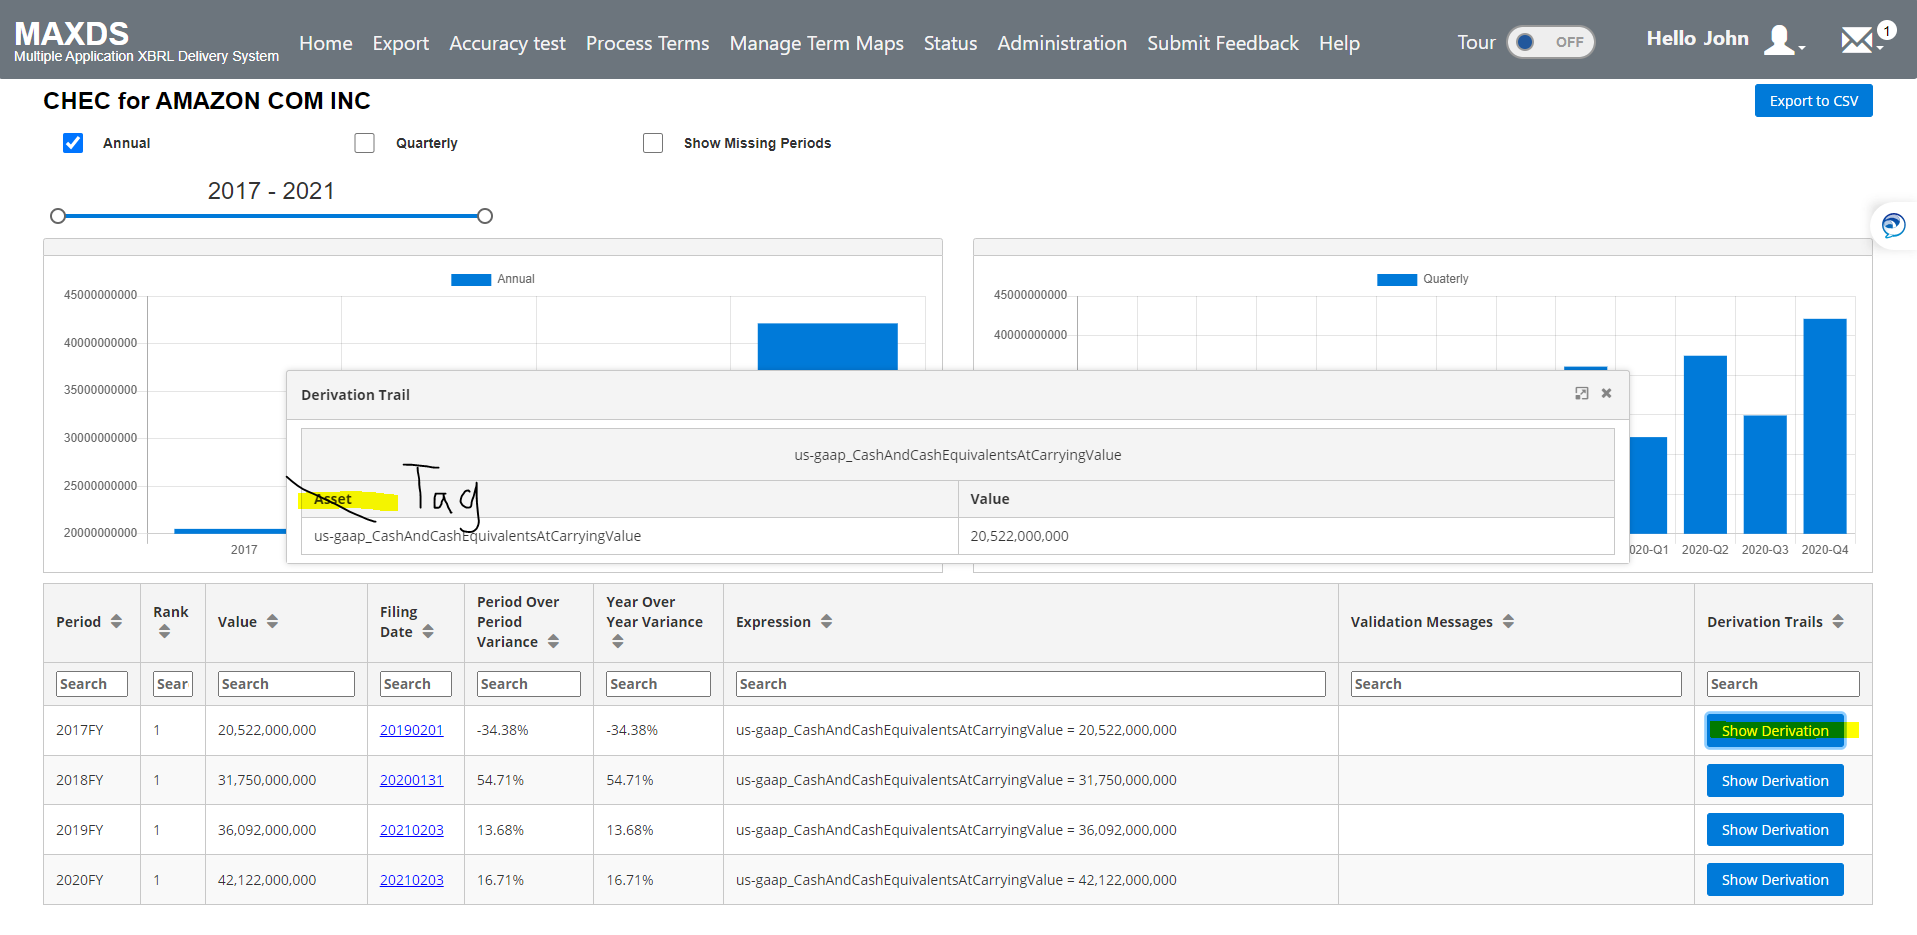 MAXDS
Multiple Application XBRL Delivery System
Home Export Accuracy test Process Terms Manage Term Maps Status Administration Submit Feedback Help
Tour OFF
Hello John
1
CHEC for AMAZON COM INC
Export to CSV
Annual Quarterly Show Missing Periods
2017 - 2021
Annual
45000000000
40000000000
35000000000
30000000000
25000000000
20000000000
2017
Quaterly
45000000000
40000000000
020-Q1 2020-Q2 2020-Q3 2020-Q4
Derivation Trail
us-gaap_CashAndCashEquivalentsAtCarryingValue
Asset Tag Value
us-gaap_CashAndCashEquivalentsAtCarryingValue 20,522,000,000
Period Rank Value Filing Date Period Over Period Variance Year Over Year Variance Expression Validation Messages Derivation Trails
Search Sear Search Search Search Search Search Search Search
2017FY 1 20,522,000,000 20190201 -34.38% -34.38% us-gaap_CashAndCashEquivalentsAtCarryingValue = 20,522,000,000 Show Derivation
2018FY 1 31,750,000,000 20200131 54.71% 54.71% us-gaap_CashAndCashEquivalentsAtCarryingValue = 31,750,000,000 Show Derivation
2019FY 1 36,092,000,000 20210203 13.68% 13.68% us-gaap_CashAndCashEquivalentsAtCarryingValue = 36,092,000,000 Show Derivation
2020FY 1 42,122,000,000 20210203 16.71% 16.71% us-gaap_CashAndCashEquivalentsAtCarryingValue = 42,122,000,000 Show Derivation